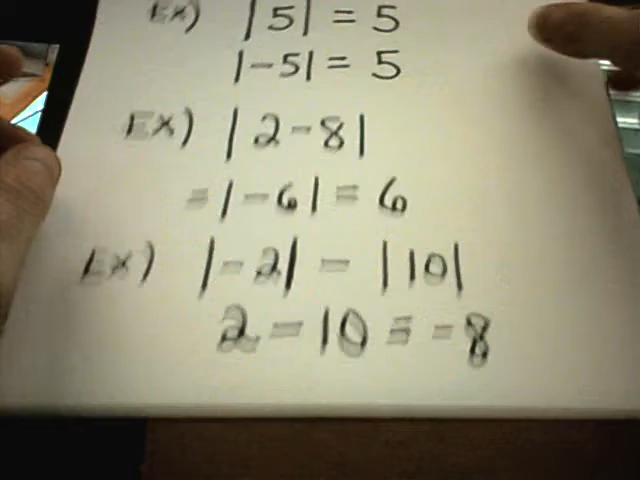 Ex) |5| = 5
|-5| = 5
Ex) |2-8|
= |-6| = 6
Ex) |-2| - |10|
2 - 10 = -8